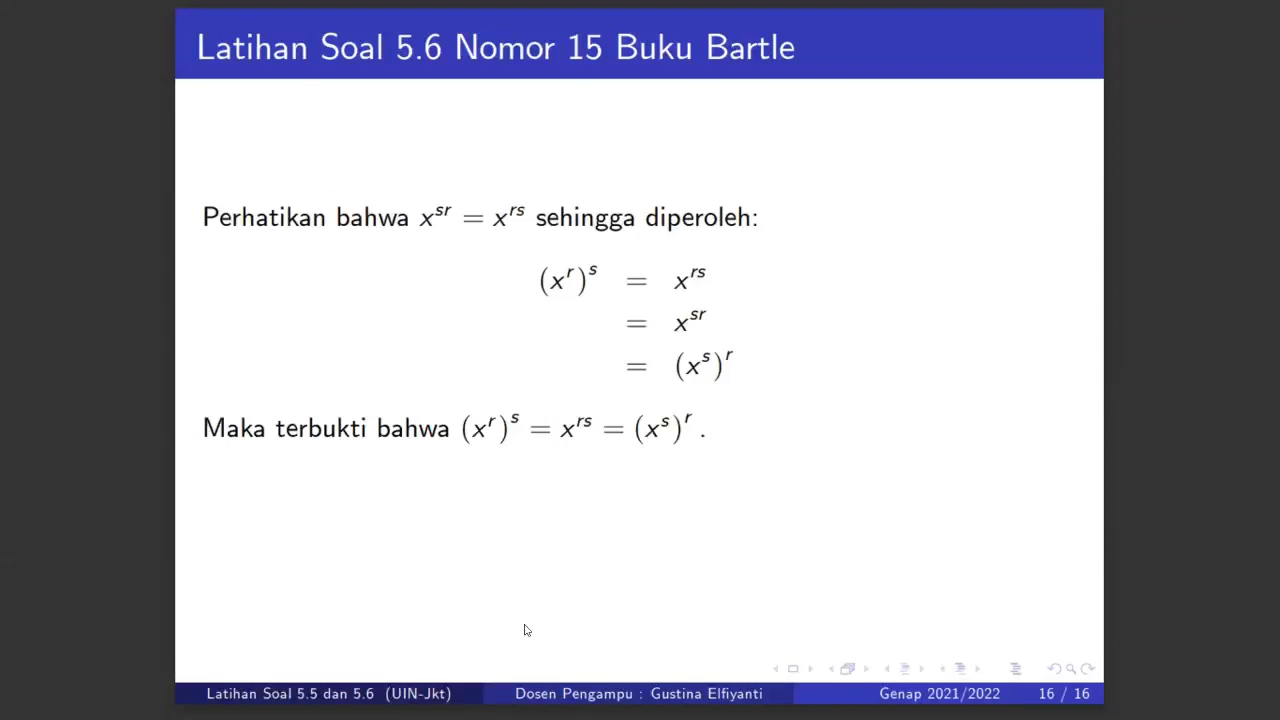 Latihan Soal 5.6 Nomor 15 Buku Bartle
Perhatikan bahwa x^{sr} = x^{rs} sehingga diperoleh:
(x^r)^s = x^{rs}
= x^{sr}
= (x^s)^r
Maka terbukti bahwa (x^r)^s = x^{rs} = (x^s)^r .
Latihan Soal 5.5 dan 5.6 (UIN-Jkt) Dosen Pengampu : Gustina Elfiyanti Genap 2021/2022 16 / 16